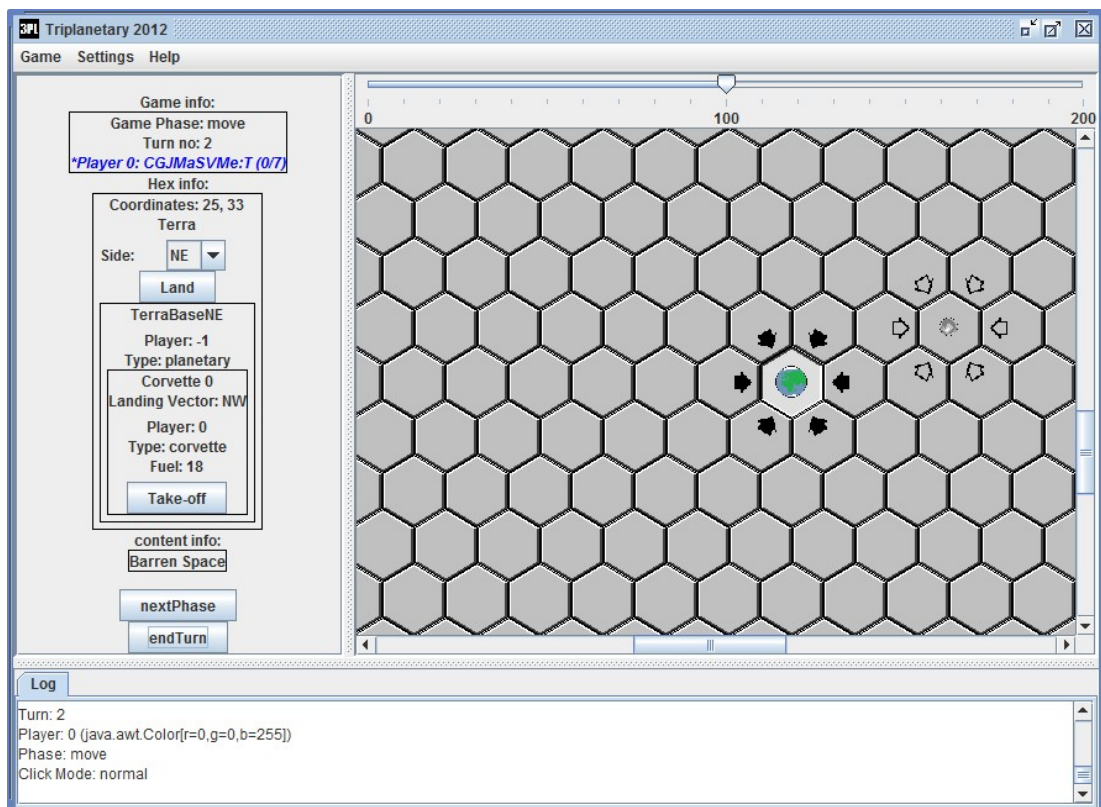 3PL Triplanetary 2012
Game Settings Help
Game info:
Game Phase: move
Turn no: 2
*Player 0: CGJMaSVMe:T (0/7)
Hex info:
Coordinates: 25, 33
Terra
Side: NE
Land
TerraBaseNE
Player: -1
Type: planetary
Corvette 0
Landing Vector: NW
Player: 0
Type: corvette
Fuel: 18
Take-off
content info:
Barren Space
nextPhase
endTurn
0 100 200
Log
Turn: 2
Player: 0 (java.awt.Color[r=0,g=0,b=255])
Phase: move
Click Mode: normal